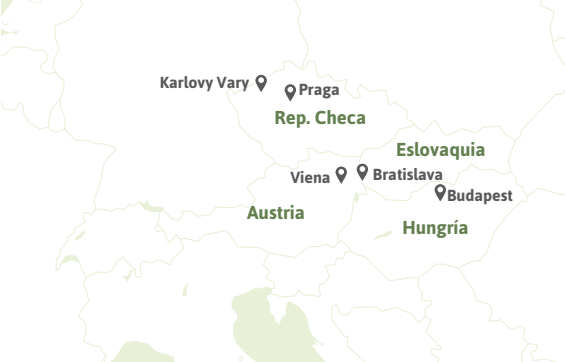 Karlovy Vary
Praga
Rep. Checa
Eslovaquia
Viena
Bratislava
Budapest
Austria
Hungría